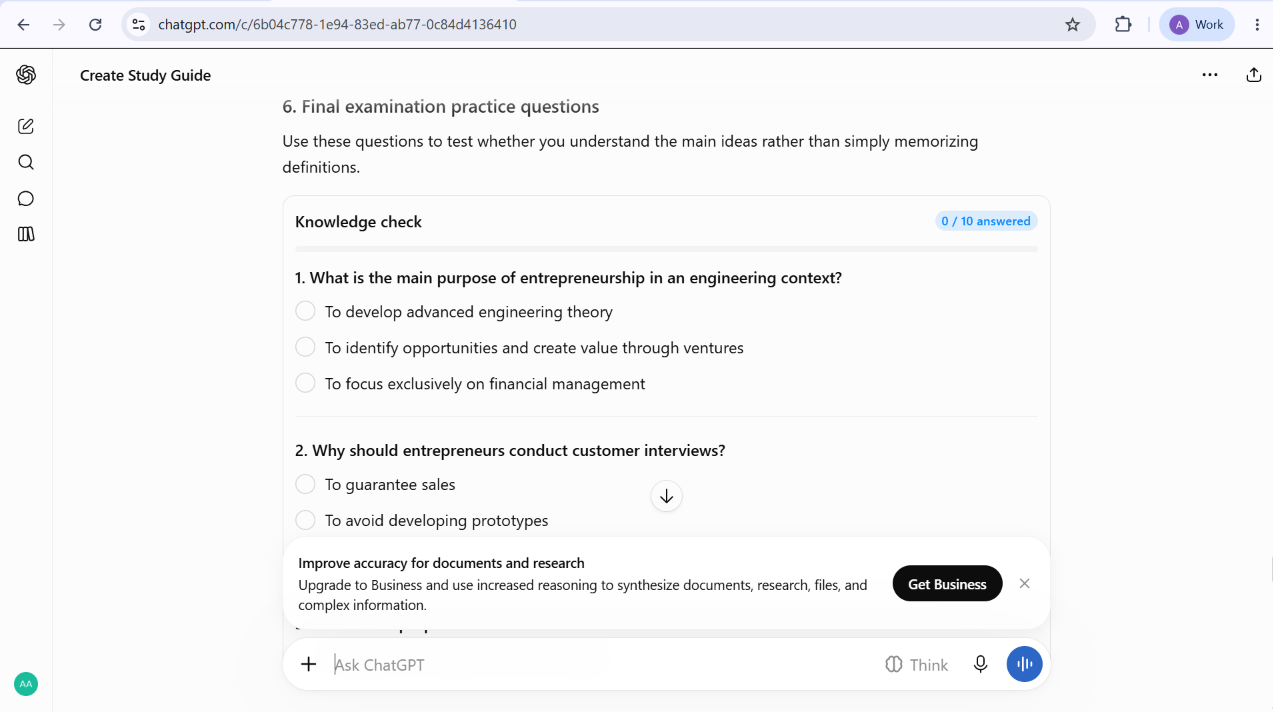 chatgpt.com/c/6b04c778-1e94-83ed-ab77-0c84d4136410
A Work
Create Study Guide
6. Final examination practice questions
Use these questions to test whether you understand the main ideas rather than simply memorizing
definitions.
Knowledge check
0 / 10 answered
1. What is the main purpose of entrepreneurship in an engineering context?
To develop advanced engineering theory
To identify opportunities and create value through ventures
To focus exclusively on financial management
2. Why should entrepreneurs conduct customer interviews?
To guarantee sales
To avoid developing prototypes
Improve accuracy for documents and research
Upgrade to Business and use increased reasoning to synthesize documents, research, files, and
complex information.
Get Business
Ask ChatGPT
Think
AA